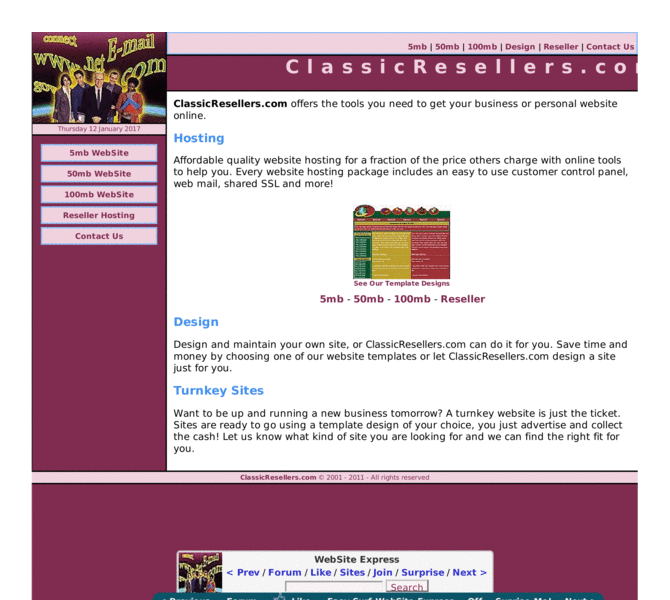 connect
E-mail
www.
.net
.com
5mb | 50mb | 100mb | Design | Reseller | Contact Us
ClassicResellers.co
Thursday 12 January 2017
5mb WebSite
50mb WebSite
100mb WebSite
Reseller Hosting
Contact Us
ClassicResellers.com offers the tools you need to get your business or personal website
online.
Hosting
Affordable quality website hosting for a fraction of the price others charge with online tools
to help you. Every website hosting package includes an easy to use customer control panel,
web mail, shared SSL and more!
See Our Template Designs
5mb - 50mb - 100mb - Reseller
Design
Design and maintain your own site, or ClassicResellers.com can do it for you. Save time and
money by choosing one of our website templates or let ClassicResellers.com design a site
just for you.
Turnkey Sites
Want to be up and running a new business tomorrow? A turnkey website is just the ticket.
Sites are ready to go using a template design of your choice, you just advertise and collect
the cash! Let us know what kind of site you are looking for and we can find the right fit for
you.
ClassicResellers.com © 2001 - 2011 - All rights reserved
WebSite Express
< Prev / Forum / Like / Sites / Join / Surprise / Next >
Search